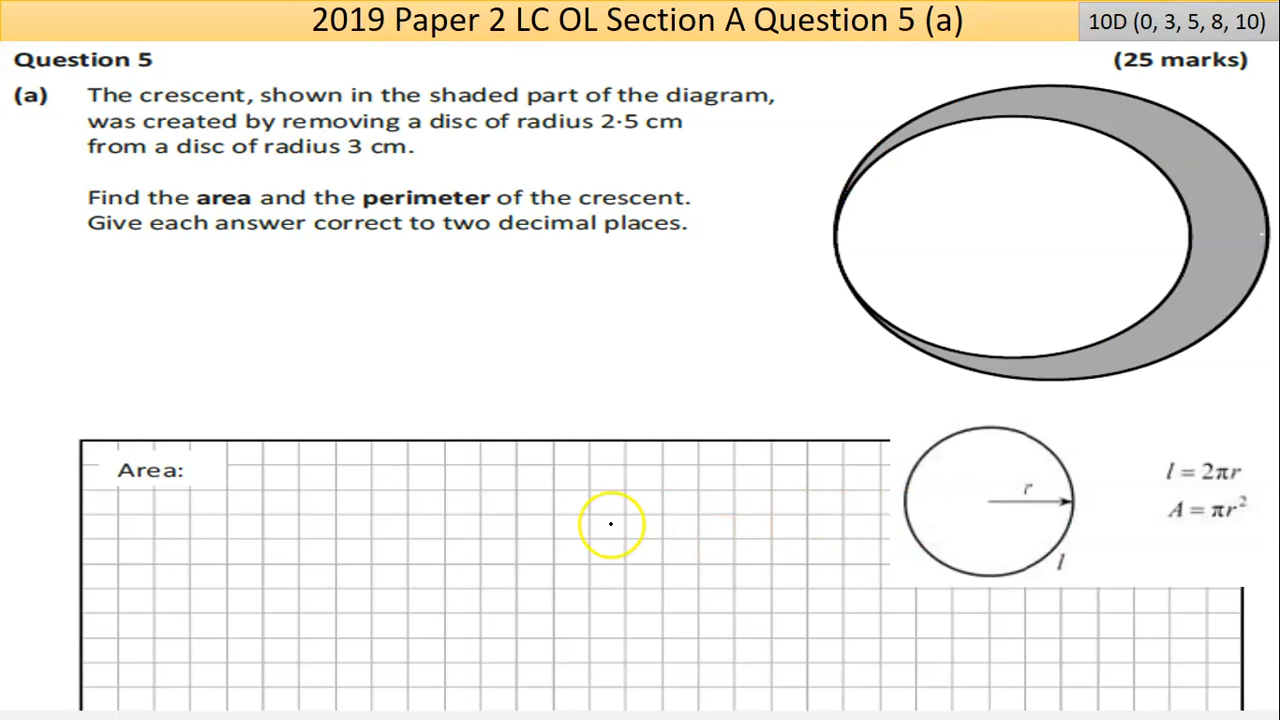 2019 Paper 2 LC OL Section A Question 5 (a)
10D (0, 3, 5, 8, 10)
Question 5
(25 marks)
(a) The crescent, shown in the shaded part of the diagram,
was created by removing a disc of radius 2·5 cm
from a disc of radius 3 cm.
Find the area and the perimeter of the crescent.
Give each answer correct to two decimal places.
Area:
r
l
l = 2πr
A = πr²